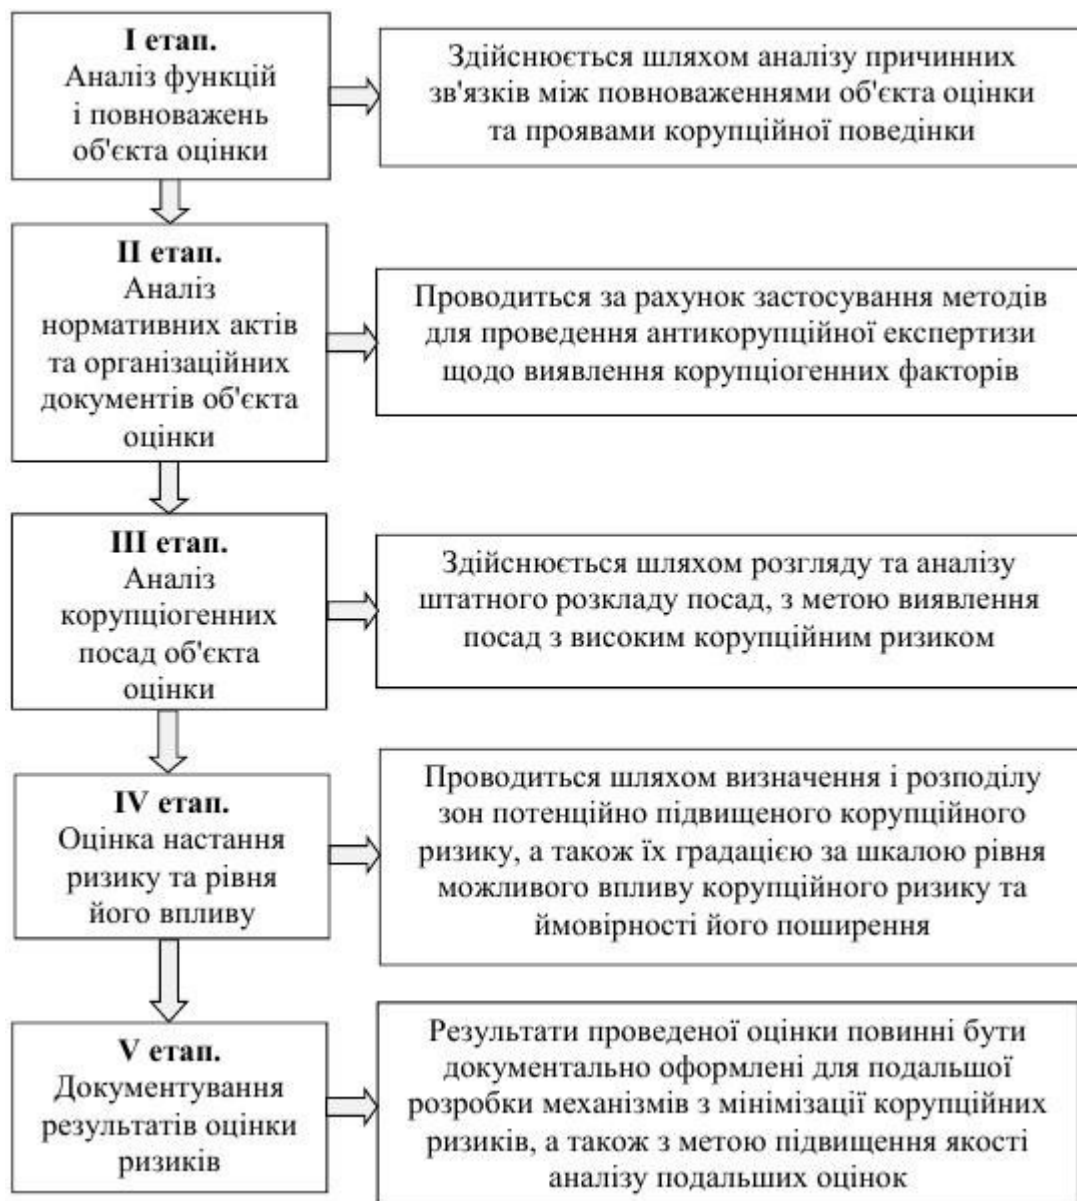 I етап.
Аналіз функцій
і повноважень
об'єкта оцінки
Здійснюється шляхом аналізу причинних
зв'язків між повноваженнями об'єкта оцінки
та проявами корупційної поведінки
II етап.
Аналіз
нормативних актів
та організаційних
документів об'єкта
оцінки
Проводиться за рахунок застосування методів
для проведення антикорупційної експертизи
щодо виявлення корупціогенних факторів
III етап.
Аналіз
корупціогенних
посад об'єкта
оцінки
Здійснюється шляхом розгляду та аналізу
штатного розкладу посад, з метою виявлення
посад з високим корупційним ризиком
IV етап.
Оцінка настання
ризику та рівня
його впливу
Проводиться шляхом визначення і розподілу
зон потенційно підвищеного корупційного
ризику, а також їх градацією за шкалою рівня
можливого впливу корупційного ризику та
ймовірності його поширення
V етап.
Документування
результатів оцінки
ризиків
Результати проведеної оцінки повинні бути
документально оформлені для подальшої
розробки механізмів з мінімізації корупційних
ризиків, а також з метою підвищення якості
аналізу подальших оцінок